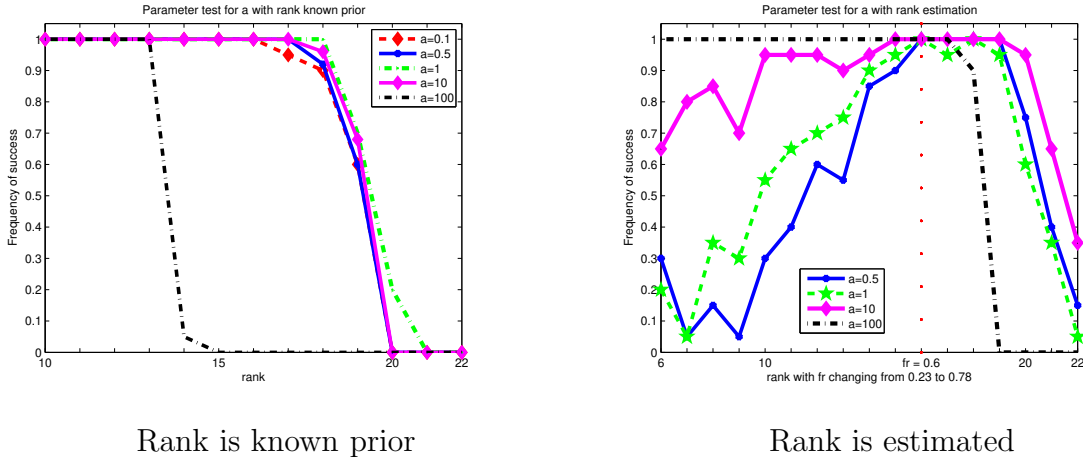 Parameter test for a with rank known prior
Frequency of success
1
0.9
0.8
0.7
0.6
0.5
0.4
0.3
0.2
0.1
0
10
15
20
22
rank
a=0.1
a=0.5
a=1
a=10
a=100
Rank is known prior
Parameter test for a with rank estimation
Frequency of success
1
0.9
0.8
0.7
0.6
0.5
0.4
0.3
0.2
0.1
0
6
10
fr = 0.6
20
22
rank with fr changing from 0.23 to 0.78
a=0.5
a=1
a=10
a=100
Rank is estimated